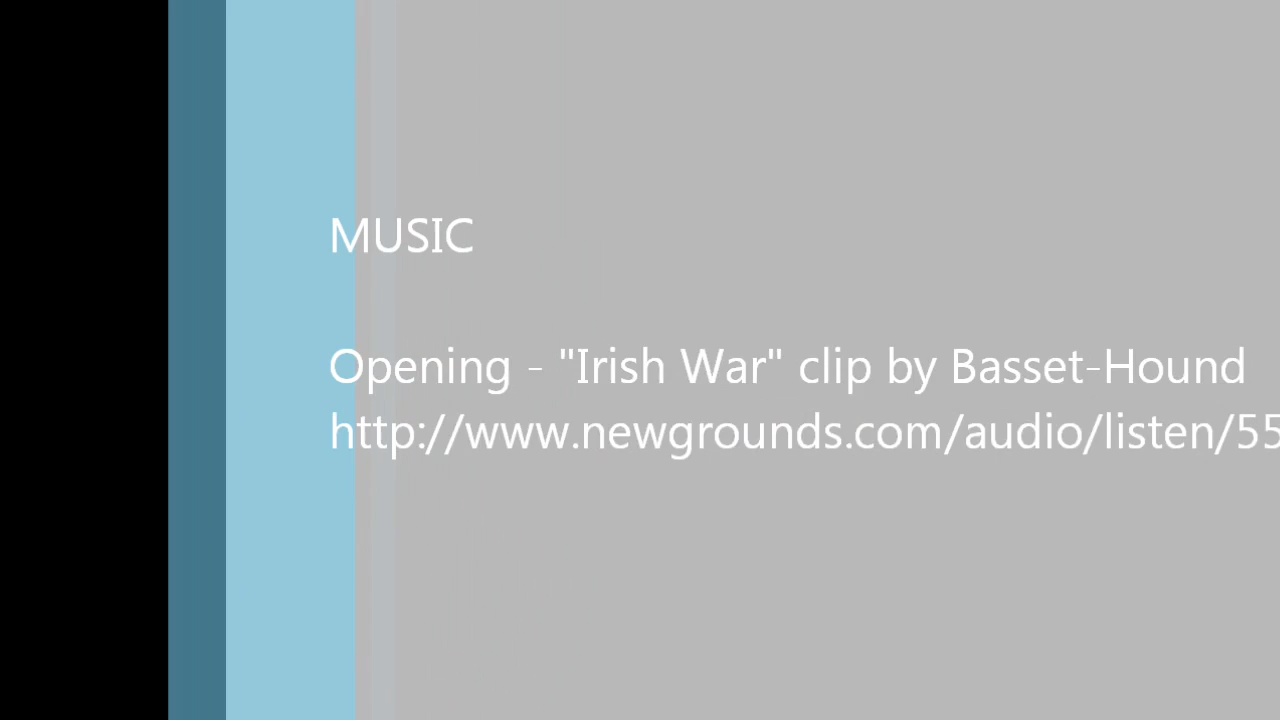 MUSIC
Opening - "Irish War" clip by Basset-Hound
http://www.newgrounds.com/audio/listen/55